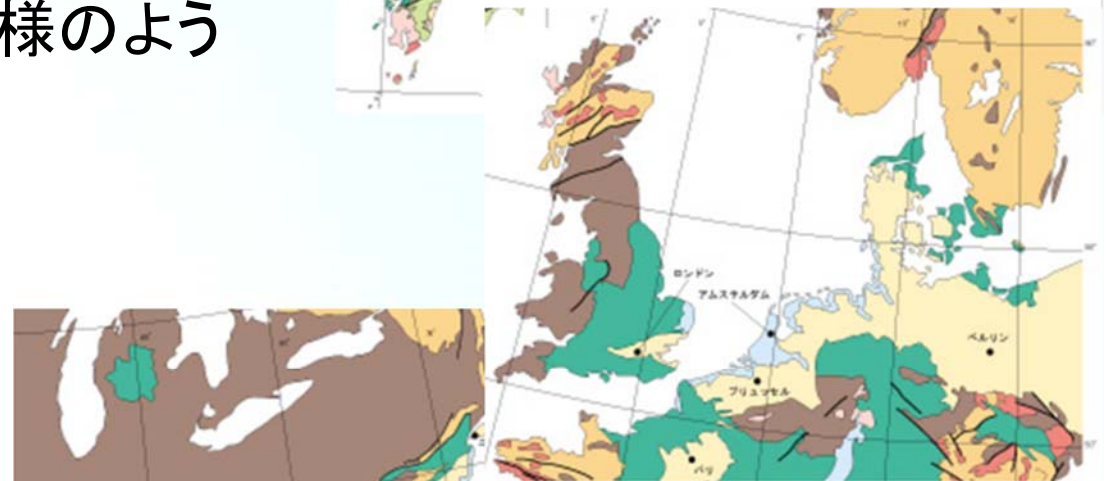 様のよう
ロンドン
アムステルダム
ベルリン
ブリュッセル
パリ